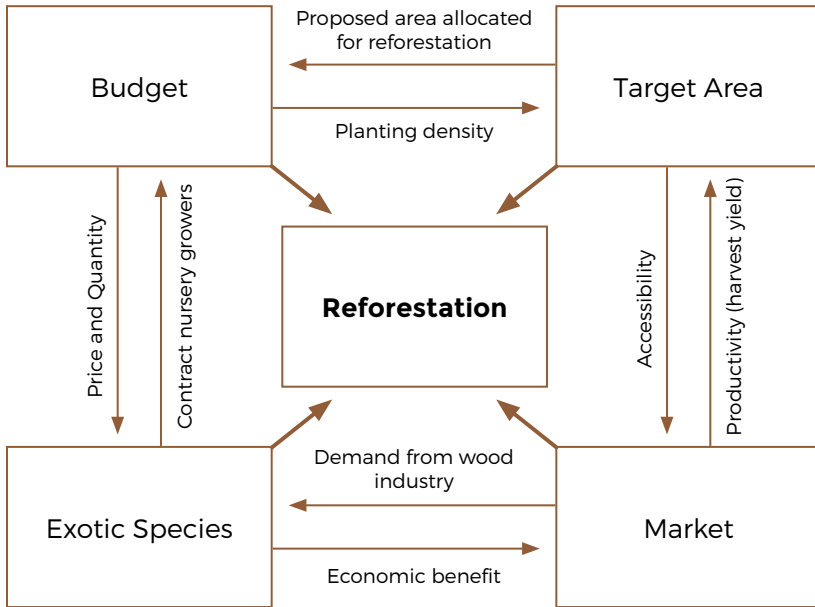 Proposed area allocated
for reforestation
Budget
Target Area
Planting density
Price and Quantity
Contract nursery growers
Reforestation
Accessibility
Productivity (harvest yield)
Demand from wood
industry
Exotic Species
Market
Economic benefit